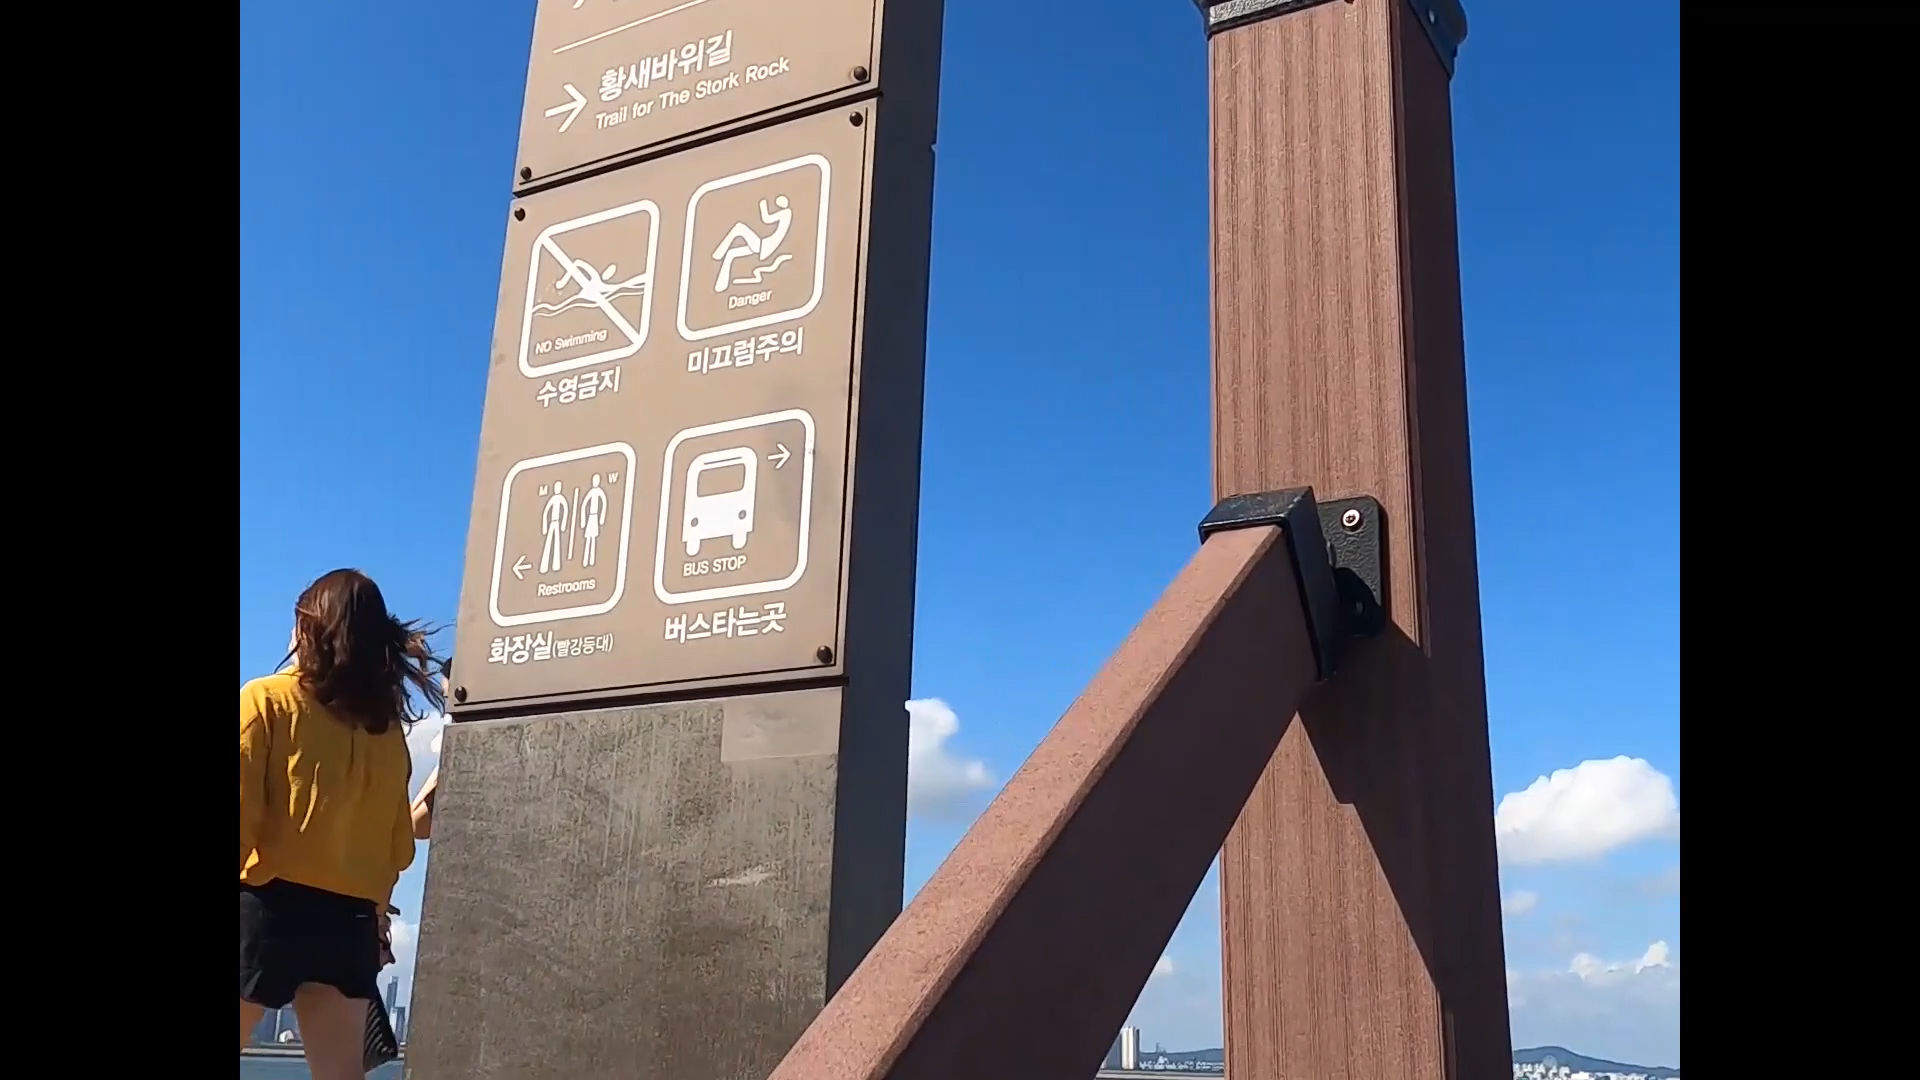 황새바위길
Trail for The Stork Rock
NO Swimming
수영금지
Danger
미끄럼주의
M W
Restrooms
화장실(빨강등대)
BUS STOP
버스타는곳